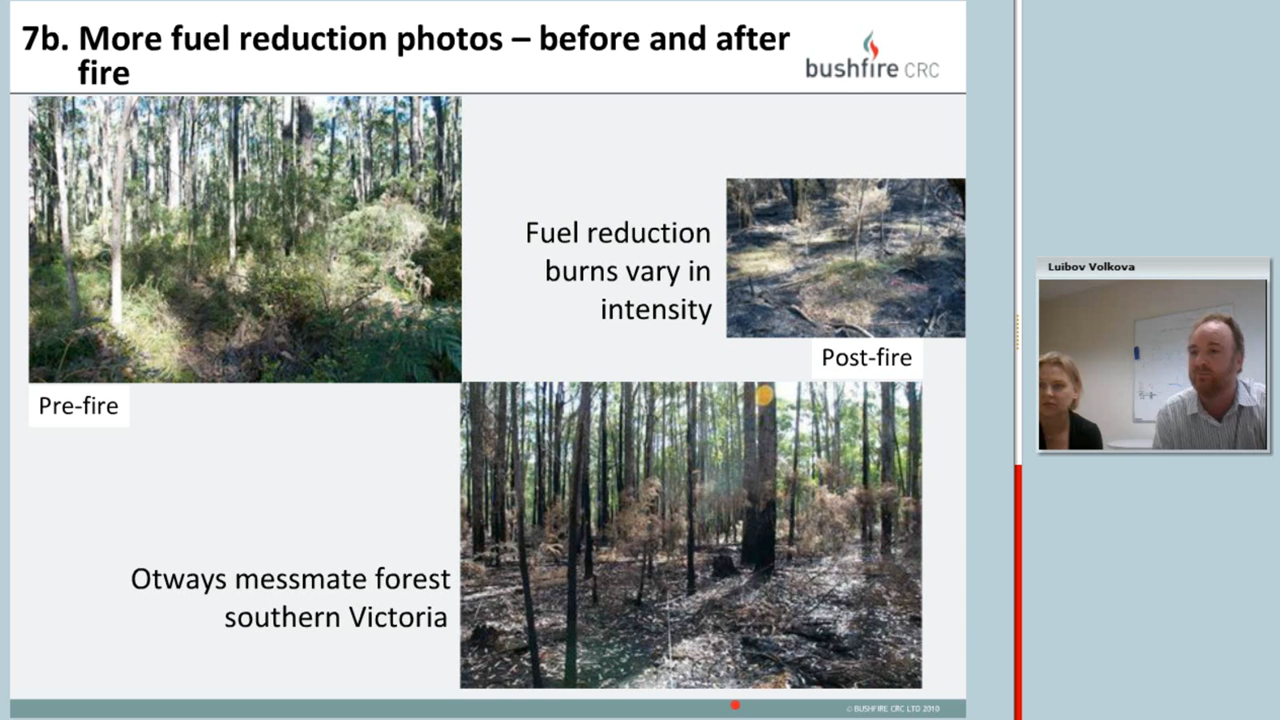 7b. More fuel reduction photos – before and after
fire
bushfire CRC
Fuel reduction
burns vary in
intensity
Post-fire
Pre-fire
Otways messmate forest
southern Victoria
© BUSHFIRE CRC LTD 2010
Luibov Volkova